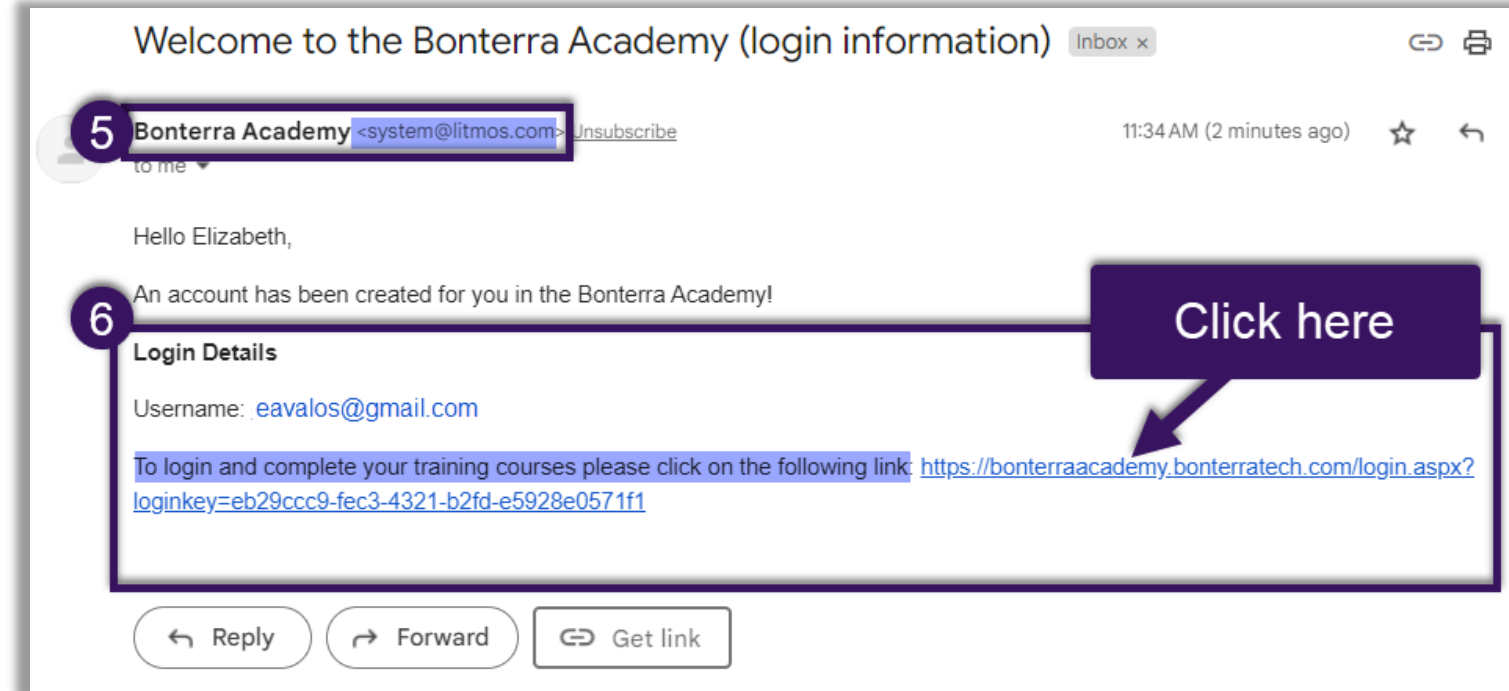 Welcome to the Bonterra Academy (login information) Inbox ×
5 Bonterra Academy <system@litmos.com> Unsubscribe 11:34 AM (2 minutes ago)
to me
Hello Elizabeth,
An account has been created for you in the Bonterra Academy!
Click here
6
Login Details
Username: eavalos@gmail.com
To login and complete your training courses please click on the following link: https://bonterraacademy.bonterratech.com/login.aspx?
loginkey=eb29ccc9-fec3-4321-b2fd-e5928e0571f1
Reply Forward Get link